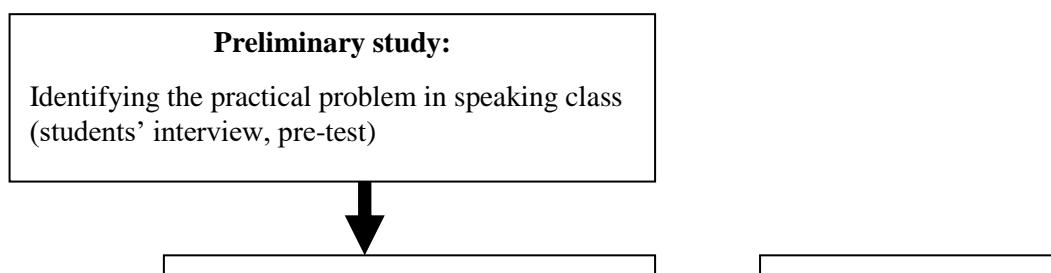 Preliminary study:
Identifying the practical problem in speaking class
(students’ interview, pre-test)